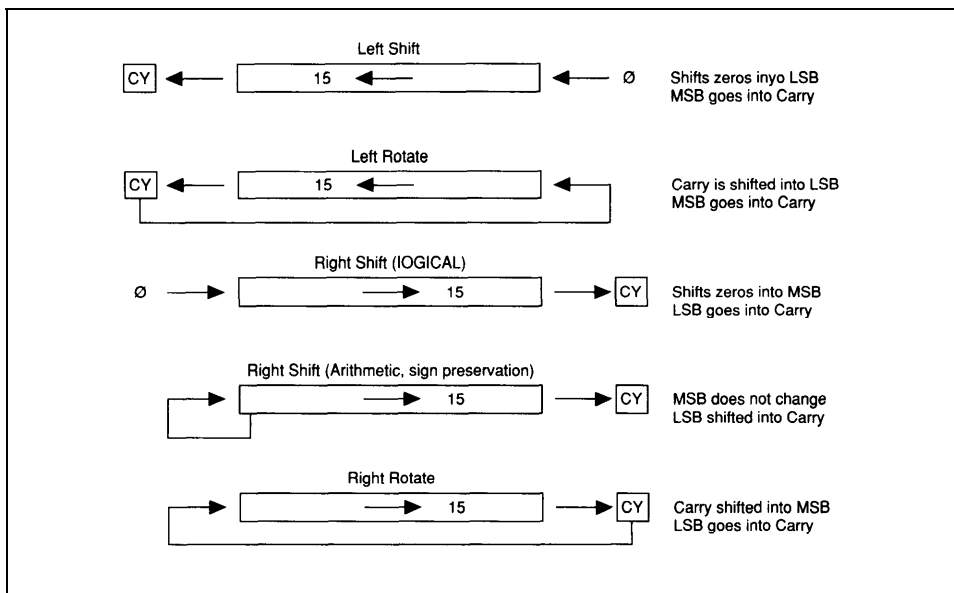 Left Shift
CY 15 Ø Shifts zeros inyo LSB
MSB goes into Carry
Left Rotate
CY 15 Carry is shifted into LSB
MSB goes into Carry
Right Shift (IOGICAL)
Ø 15 CY Shifts zeros into MSB
LSB goes into Carry
Right Shift (Arithmetic, sign preservation)
15 CY MSB does not change
LSB shifted into Carry
Right Rotate
15 CY Carry shifted into MSB
LSB goes into Carry